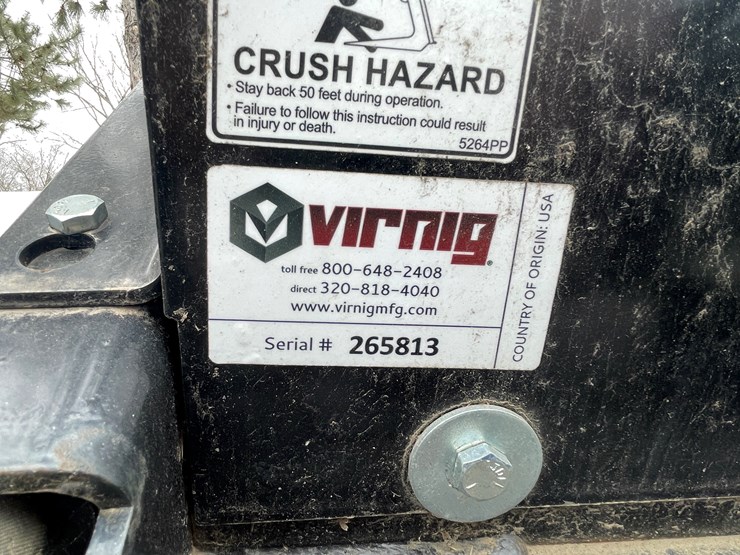 CRUSH HAZARD
• Stay back 50 feet during operation.
• Failure to follow this instruction could result
in injury or death.
5264PP
virnig®
toll free 800-648-2408
direct 320-818-4040
www.virnigmfg.com
Serial # 265813
COUNTRY OF ORIGIN: USA